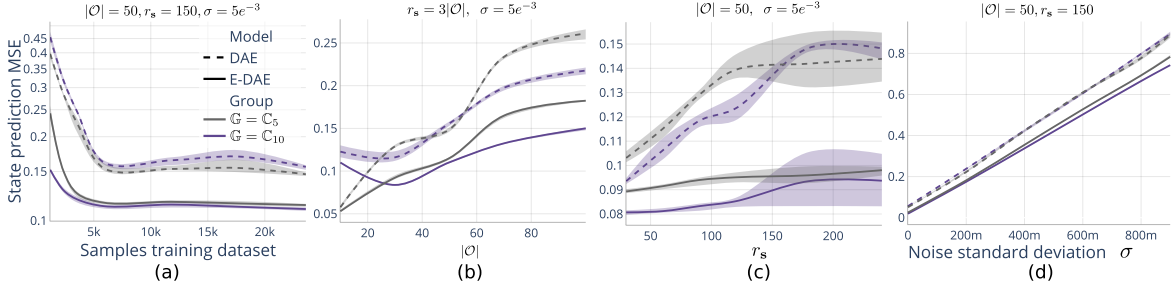 |𝒪| = 50, r_s = 150, σ = 5e⁻³
State prediction MSE
0.45
0.4
0.35
0.3
0.25
0.2
0.15
0.1
Model
DAE
E-DAE
Group
𝔾 = ℂ₅
𝔾 = ℂ₁₀
5k
10k
15k
20k
Samples training dataset
(a)
r_s = 3|𝒪|, σ = 5e⁻³
0.25
0.2
0.15
0.1
0.05
20
40
60
80
|𝒪|
(b)
|𝒪| = 50, σ = 5e⁻³
0.15
0.14
0.13
0.12
0.11
0.1
0.09
0.08
50
100
150
200
r_s
(c)
|𝒪| = 50, r_s = 150
0.8
0.6
0.4
0.2
0
0
200m
400m
600m
800m
Noise standard deviation σ
(d)